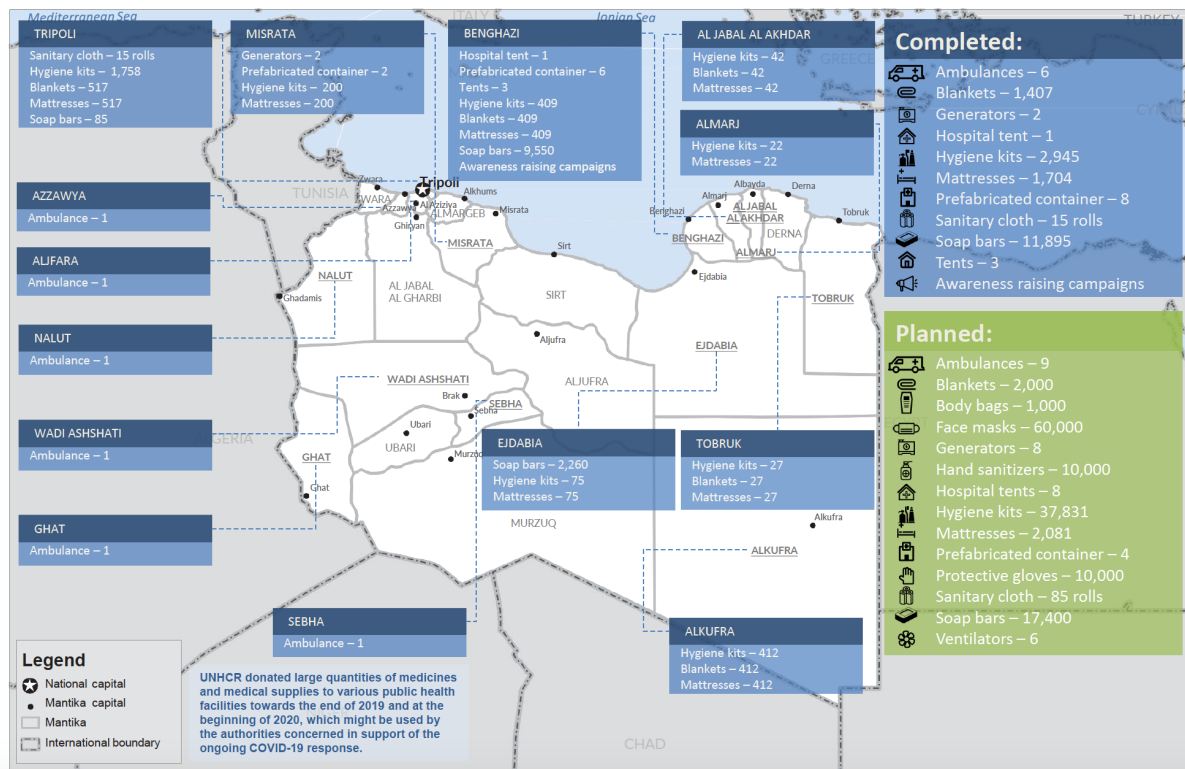 Mediterranean Sea
ITALY
Ionian Sea
TURKEY
GREECE
TRIPOLI
Sanitary cloth – 15 rolls
Hygiene kits – 1,758
Blankets – 517
Mattresses – 517
Soap bars – 85
MISRATA
Generators – 2
Prefabricated container – 2
Hygiene kits – 200
Mattresses – 200
BENGHAZI
Hospital tent – 1
Prefabricated container – 6
Tents – 3
Hygiene kits – 409
Blankets – 409
Mattresses – 409
Soap bars – 9,550
Awareness raising campaigns
AL JABAL AL AKHDAR
Hygiene kits – 42
Blankets – 42
Mattresses – 42
ALMARJ
Hygiene kits – 22
Mattresses – 22
Completed:
Ambulances – 6
Blankets – 1,407
Generators – 2
Hospital tent – 1
Hygiene kits – 2,945
Mattresses – 1,704
Prefabricated container – 8
Sanitary cloth – 15 rolls
Soap bars – 11,895
Tents – 3
Awareness raising campaigns
Planned:
Ambulances – 9
Blankets – 2,000
Body bags – 1,000
Face masks – 60,000
Generators – 8
Hand sanitizers – 10,000
Hospital tents – 8
Hygiene kits – 37,831
Mattresses – 2,081
Prefabricated container – 4
Protective gloves – 10,000
Sanitary cloth – 85 rolls
Soap bars – 17,400
Ventilators – 6
AZZAWYA
Ambulance – 1
ALJFARA
Ambulance – 1
NALUT
Ambulance – 1
WADI ASHSHATI
Ambulance – 1
GHAT
Ambulance – 1
SEBHA
Ambulance – 1
EJDABIA
Soap bars – 2,260
Hygiene kits – 75
Mattresses – 75
TOBRUK
Hygiene kits – 27
Blankets – 27
Mattresses – 27
ALKUFRA
Hygiene kits – 412
Blankets – 412
Mattresses – 412
TUNISIA
Zwara
ZWARA
Tripoli
Azzawya
AlAziziya
Ghiryan
Alkhums
ALMARGEB
Misrata
MISRATA
Sirt
SIRT
Benghazi
BENGHAZI
Almarj
Albayda
Derna
AL JABAL
AL AKHDAR
DERNA
ALMARJ
Tobruk
TOBRUK
Ejdabia
EJDABIA
NALUT
Ghadamis
AL JABAL
AL GHARBI
Aljufra
ALJUFRA
WADI ASHSHATI
Brak
SEBHA
Sebha
Ubari
UBARI
Murzuq
MURZUQ
GHAT
Ghat
Alkufra
ALKUFRA
CHAD
Legend
National capital
Mantika capital
Mantika
International boundary
UNHCR donated large quantities of medicines
and medical supplies to various public health
facilities towards the end of 2019 and at the
beginning of 2020, which might be used by
the authorities concerned in support of the
ongoing COVID-19 response.